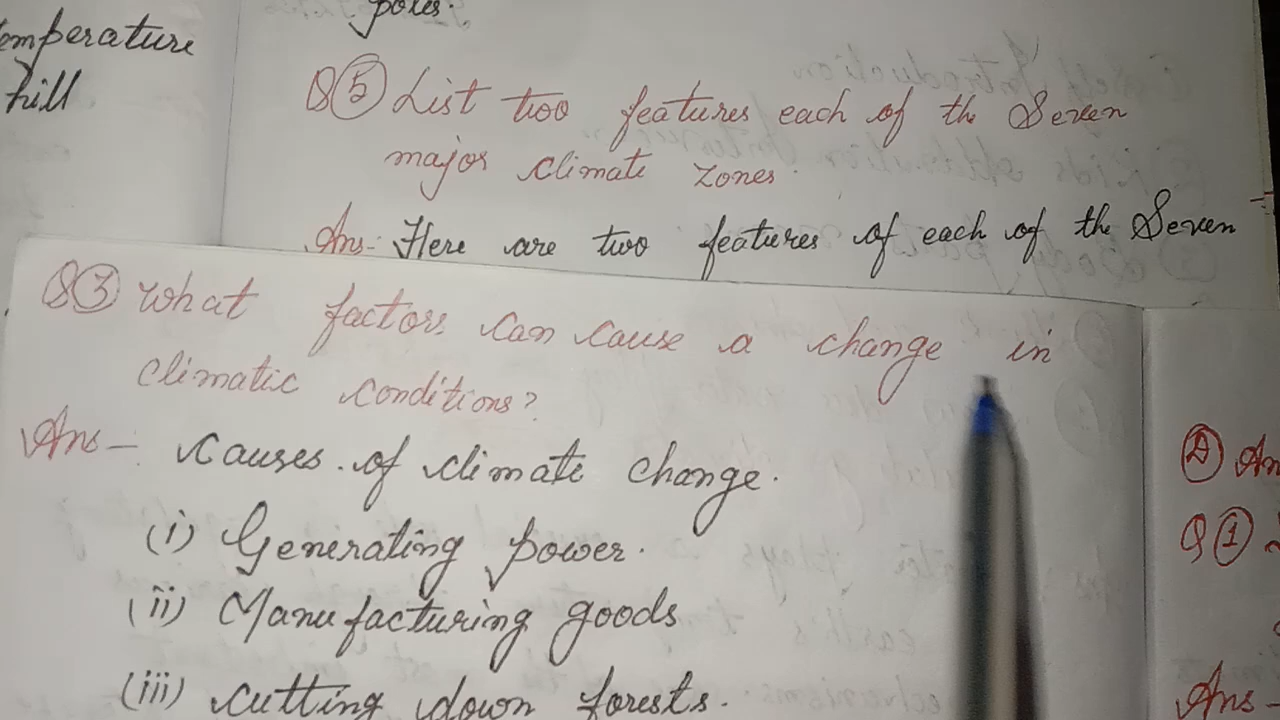 poles.
emperature
hill
Q⑤ List two features each of the Seven
major climate zones.
Ans- Here are two features of each of the Seven
Q③ What factors can cause a change in
climatic conditions?
Ans- Causes of climate change.
(i) Generating power.
(ii) Manufacturing goods
(iii) cutting down forests.
Ⓐ An
Q①
Ans-